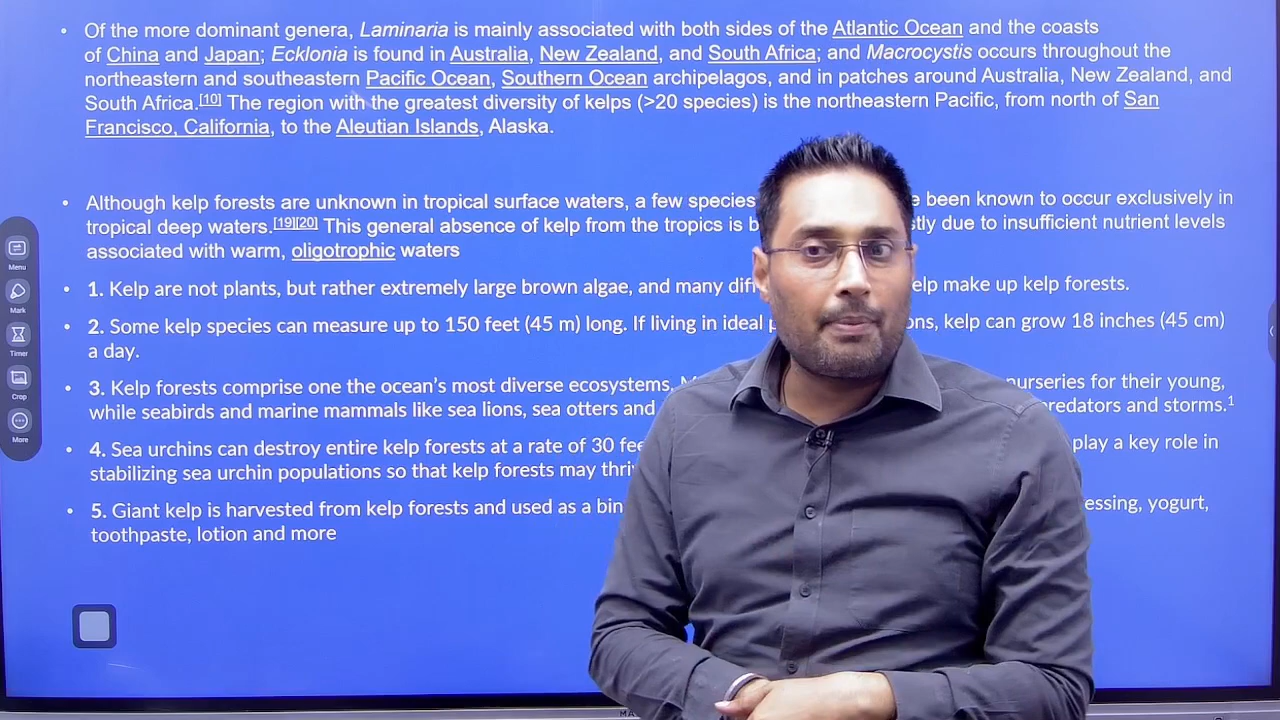 • Of the more dominant genera, Laminaria is mainly associated with both sides of the Atlantic Ocean and the coasts
of China and Japan; Ecklonia is found in Australia, New Zealand, and South Africa; and Macrocystis occurs throughout the
northeastern and southeastern Pacific Ocean, Southern Ocean archipelagos, and in patches around Australia, New Zealand, and
South Africa.[10] The region with the greatest diversity of kelps (>20 species) is the northeastern Pacific, from north of San
Francisco, California, to the Aleutian Islands, Alaska.
• Although kelp forests are unknown in tropical surface waters, a few species been known to occur exclusively in
tropical deep waters.[19][20] This general absence of kelp from the tropics is due to insufficient nutrient levels
associated with warm, oligotrophic waters
• 1. Kelp are not plants, but rather extremely large brown algae, and many make up kelp forests.
• 2. Some kelp species can measure up to 150 feet (45 m) long. If living in ideal kelp can grow 18 inches (45 cm)
a day.
• 3. Kelp forests comprise one the ocean's most diverse ecosystems. nurseries for their young,
while seabirds and marine mammals like sea lions, sea otters and predators and storms.1
• 4. Sea urchins can destroy entire kelp forests at a rate of 30 play a key role in
stabilizing sea urchin populations so that kelp forests may
• 5. Giant kelp is harvested from kelp forests and used as a yogurt,
toothpaste, lotion and more
Menu
Mark
Timer
Crop
More